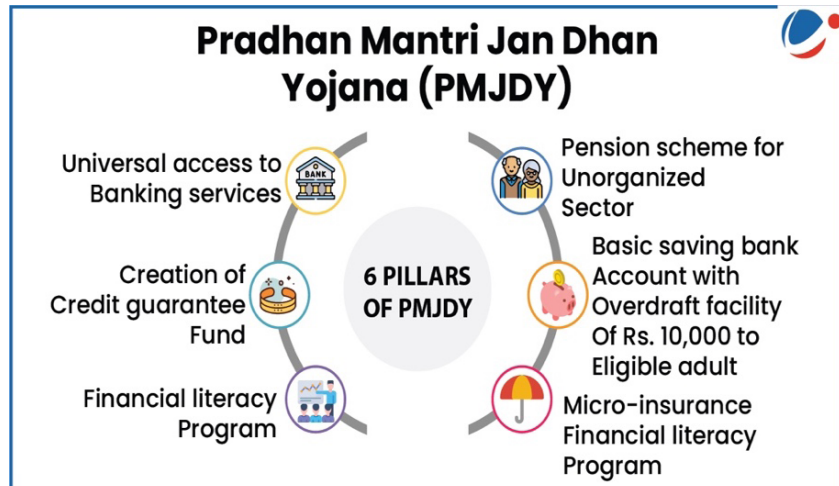 Pradhan Mantri Jan Dhan
Yojana (PMJDY)
Universal access to
Banking services
BANK
Creation of
Credit guarantee
Fund
Financial literacy
Program
6 PILLARS
OF PMJDY
Pension scheme for
Unorganized
Sector
Basic saving bank
Account with
Overdraft facility
Of Rs. 10,000 to
Eligible adult
Micro-insurance
Financial literacy
Program